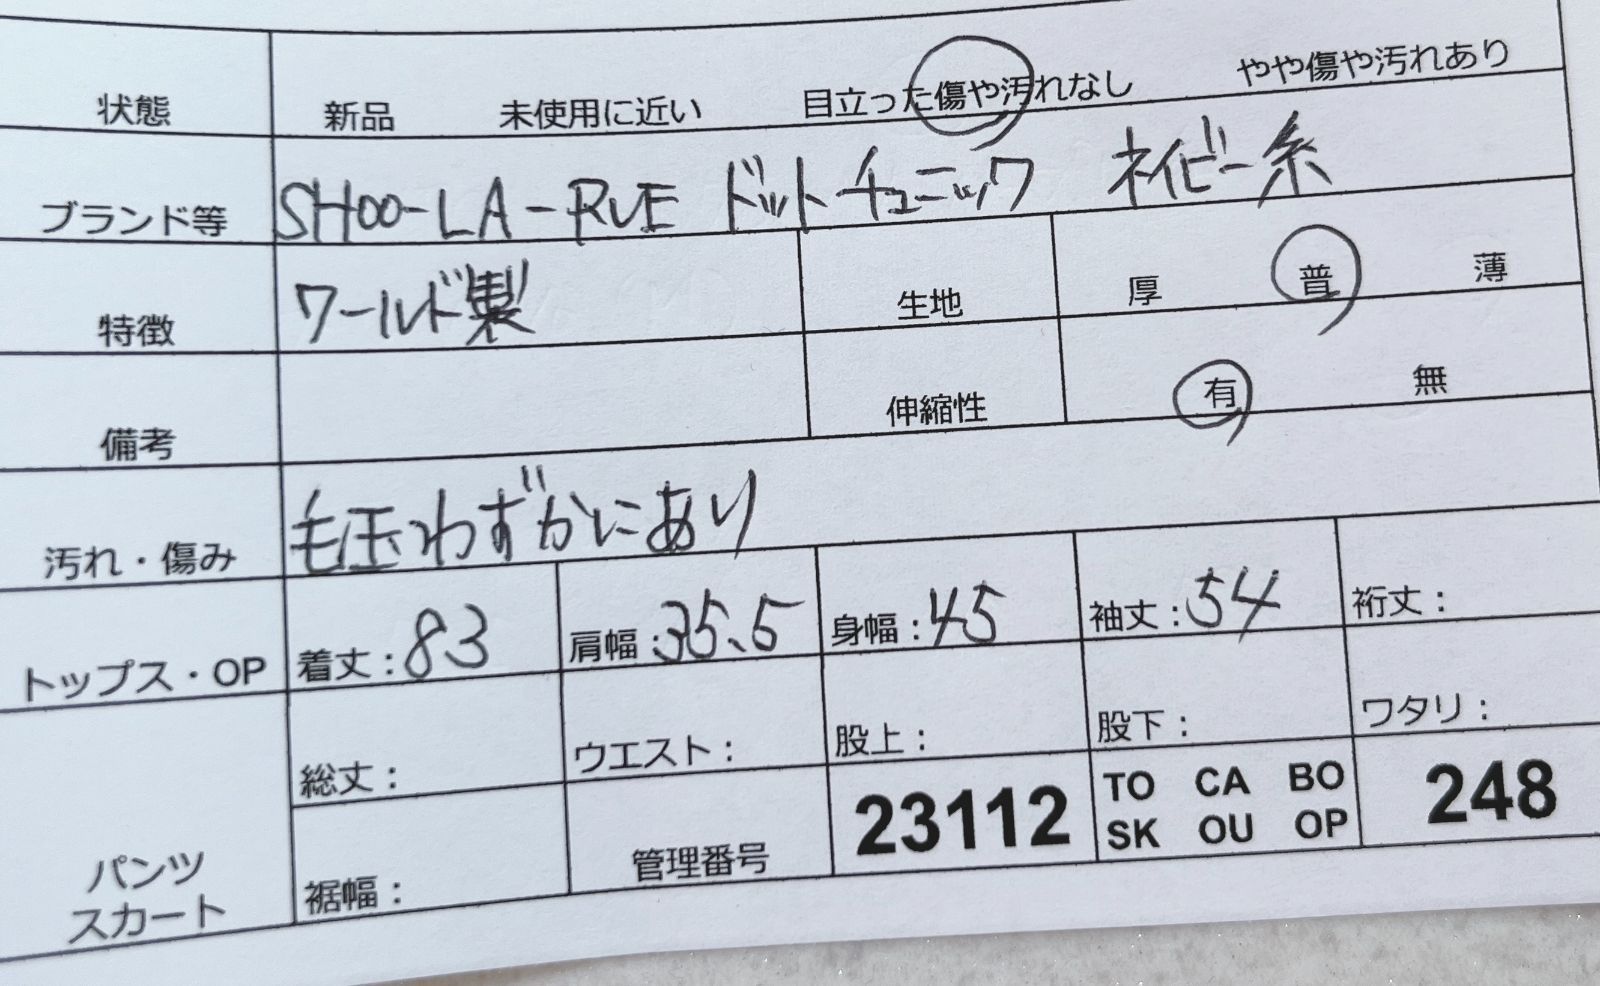 状態 新品 未使用に近い 目立った傷や汚れなし やや傷や汚れあり
ブランド等 SHOO-LA-RUE ドットチュニック ネイビー系
特徴 ワールド製 生地 厚 普 薄
備考 伸縮性 有 無
汚れ・傷み 毛玉わずかにあり
トップス・OP 着丈：83 肩幅：35.5 身幅：45 袖丈：54 裄丈：
パンツ
スカート
総丈： ウエスト： 股上： 股下： ワタリ：
裾幅： 管理番号 23112 TO CA BO
SK OU OP 248